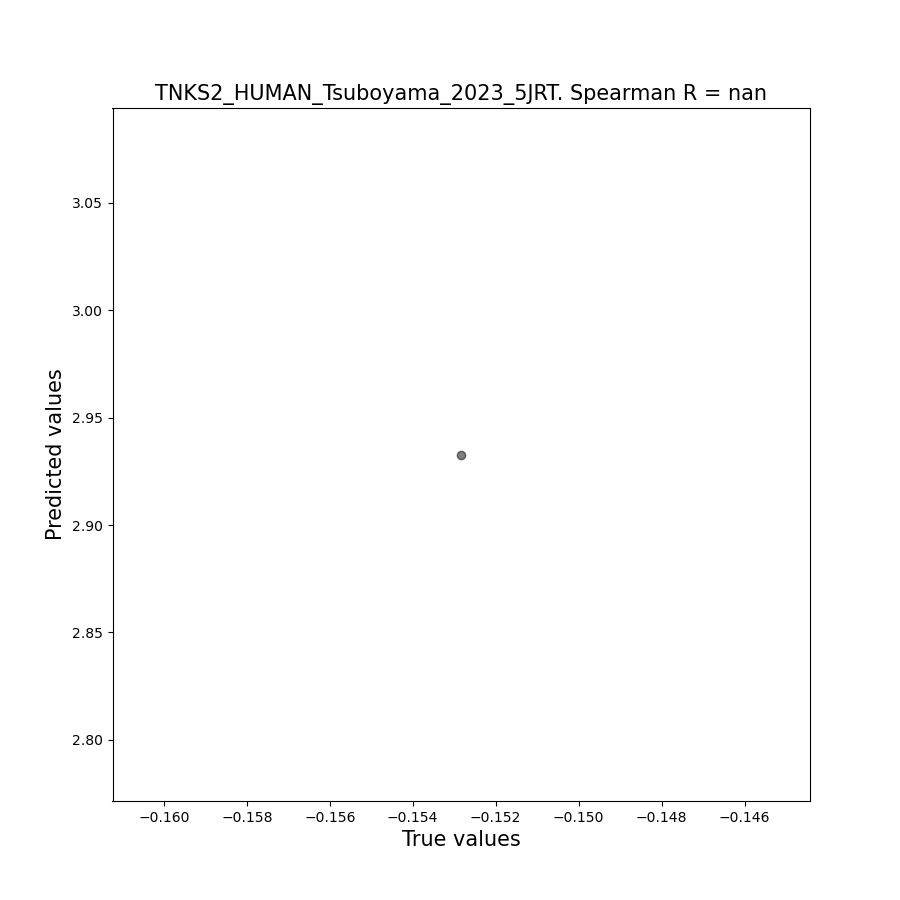 TNKS2_HUMAN_Tsuboyama_2023_5JRT. Spearman R = nan
3.05
3.00
2.95
2.90
2.85
2.80
Predicted values
−0.160 −0.158 −0.156 −0.154 −0.152 −0.150 −0.148 −0.146
True values